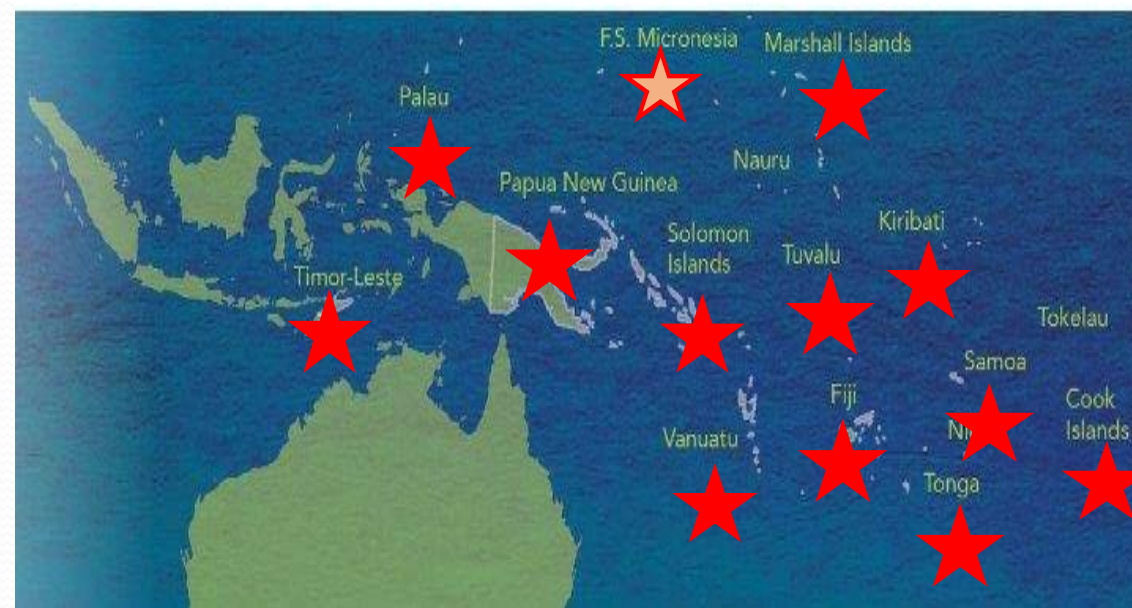 F.S. Micronesia
Marshall Islands
Palau
Nauru
Papua New Guinea
Kiribati
Solomon
Islands
Tuvalu
Timor-Leste
Tokelau
Samoa
Fiji
Cook
Islands
Vanuatu
Tonga